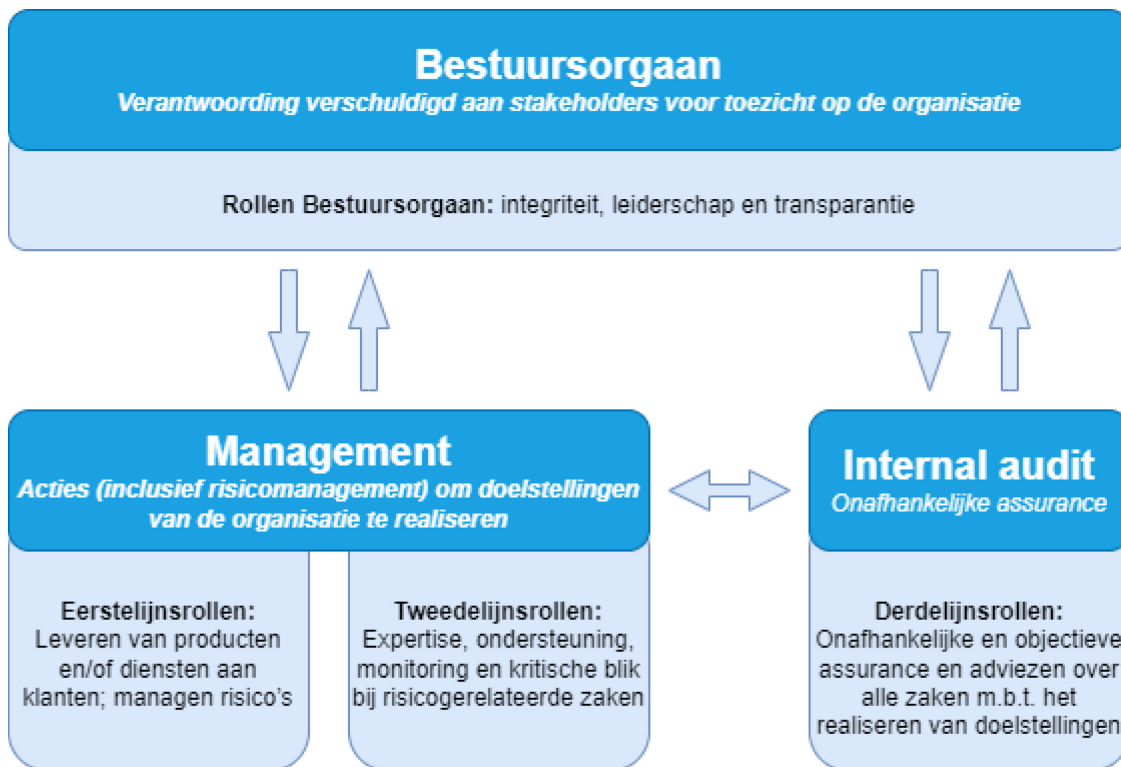 Bestuursorgaan
Verantwoording verschuldigd aan stakeholders voor toezicht op de organisatie
Rollen Bestuursorgaan: integriteit, leiderschap en transparantie
Management
Acties (inclusief risicomanagement) om doelstellingen
van de organisatie te realiseren
Eerstelijnsrollen:
Leveren van producten
en/of diensten aan
klanten; managen risico's
Tweedelijnsrollen:
Expertise, ondersteuning,
monitoring en kritische blik
bij risicogerelateerde zaken
Internal audit
Onafhankelijke assurance
Derdelijnsrollen:
Onafhankelijke en objectieve
assurance en adviezen over
alle zaken m.b.t. het
realiseren van doelstellingen